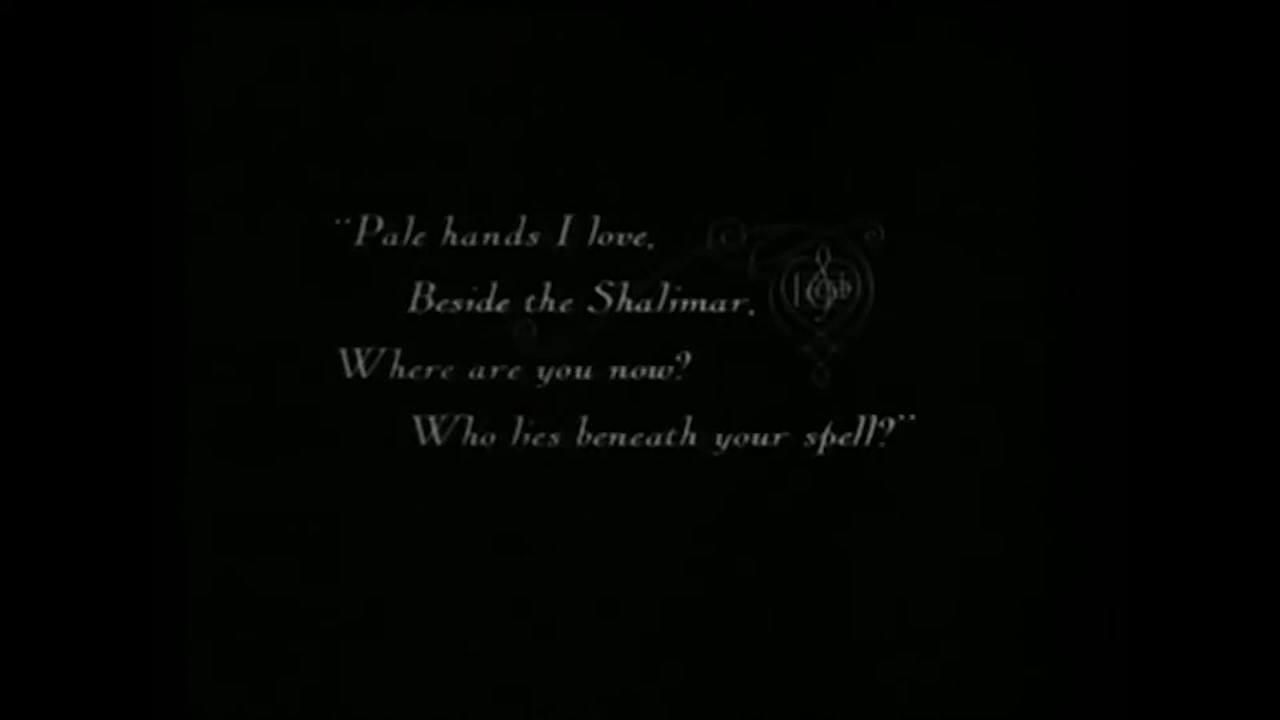 "Pale hands I love,
Beside the Shalimar,
Where are you now?
Who lies beneath your spell?"